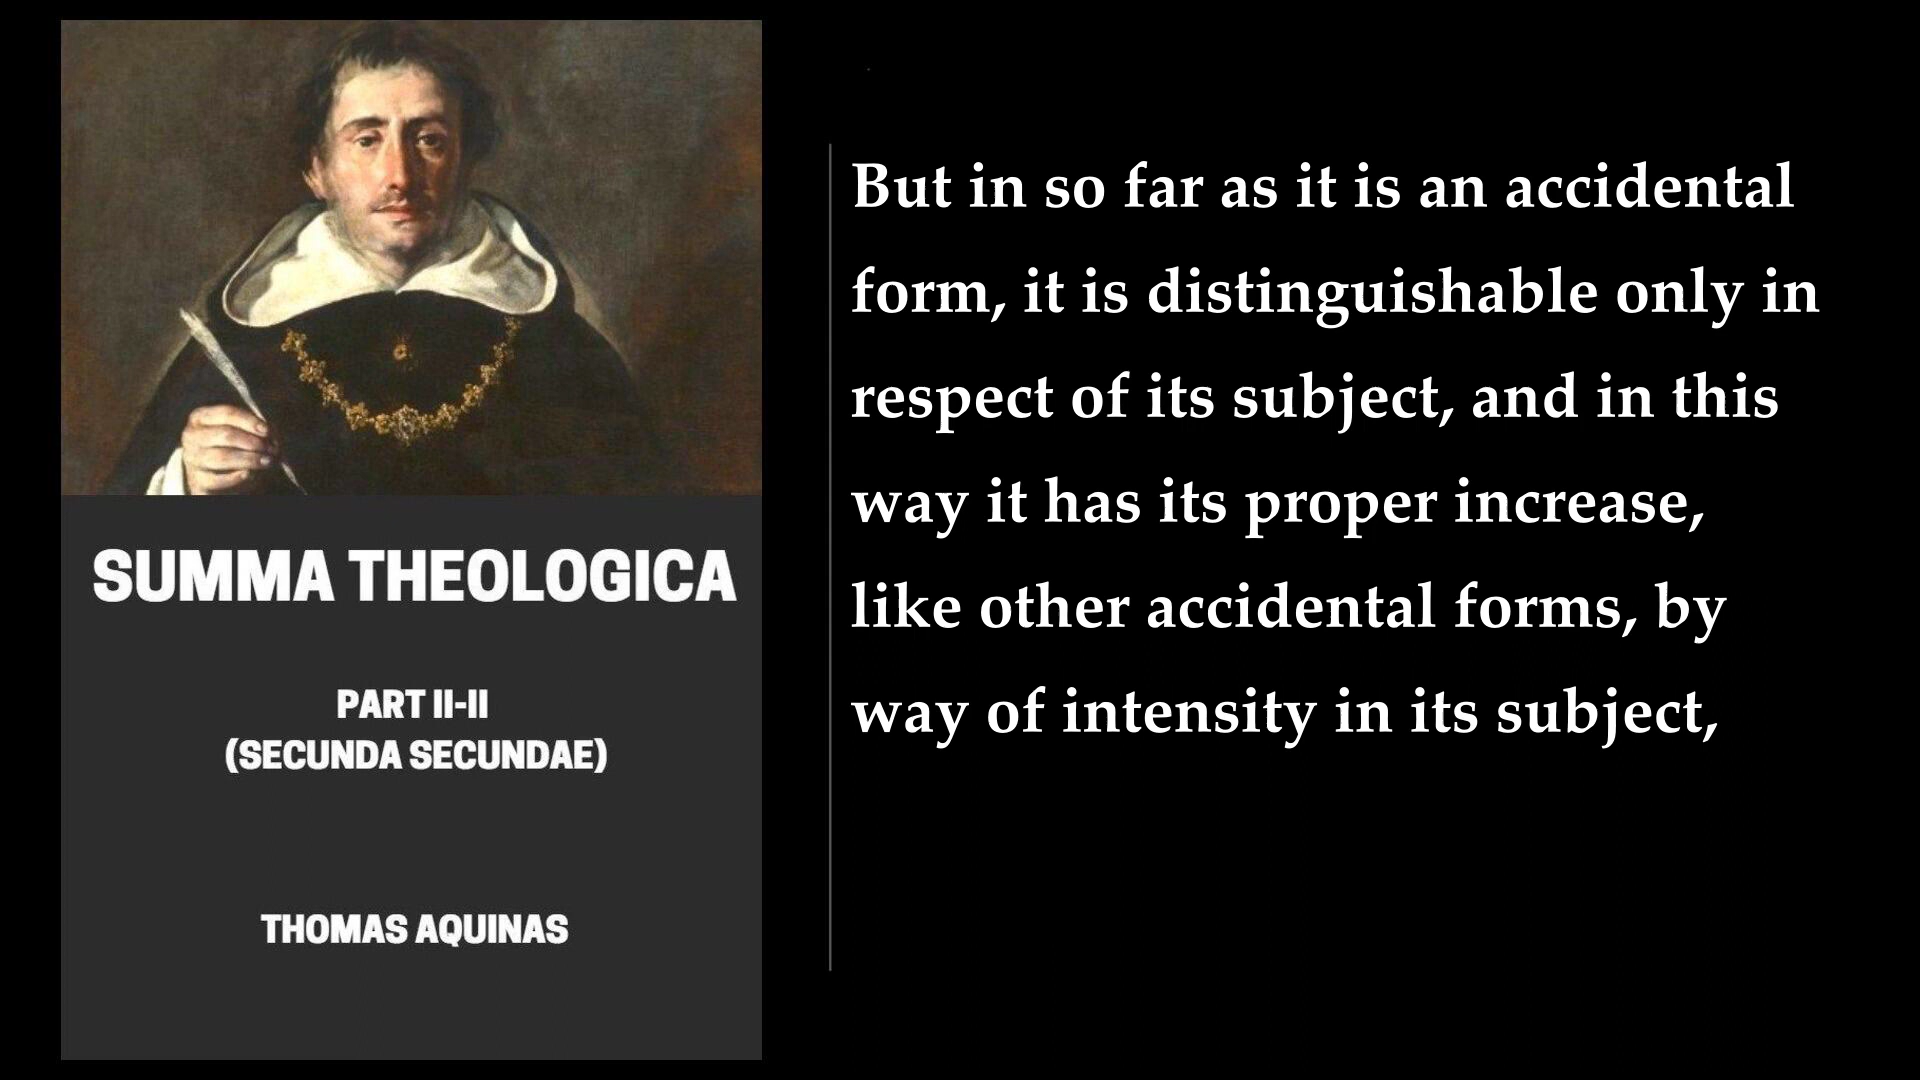 SUMMA THEOLOGICA
PART II-II
(SECUNDA SECUNDAE)
THOMAS AQUINAS
But in so far as it is an accidental
form, it is distinguishable only in
respect of its subject, and in this
way it has its proper increase,
like other accidental forms, by
way of intensity in its subject,